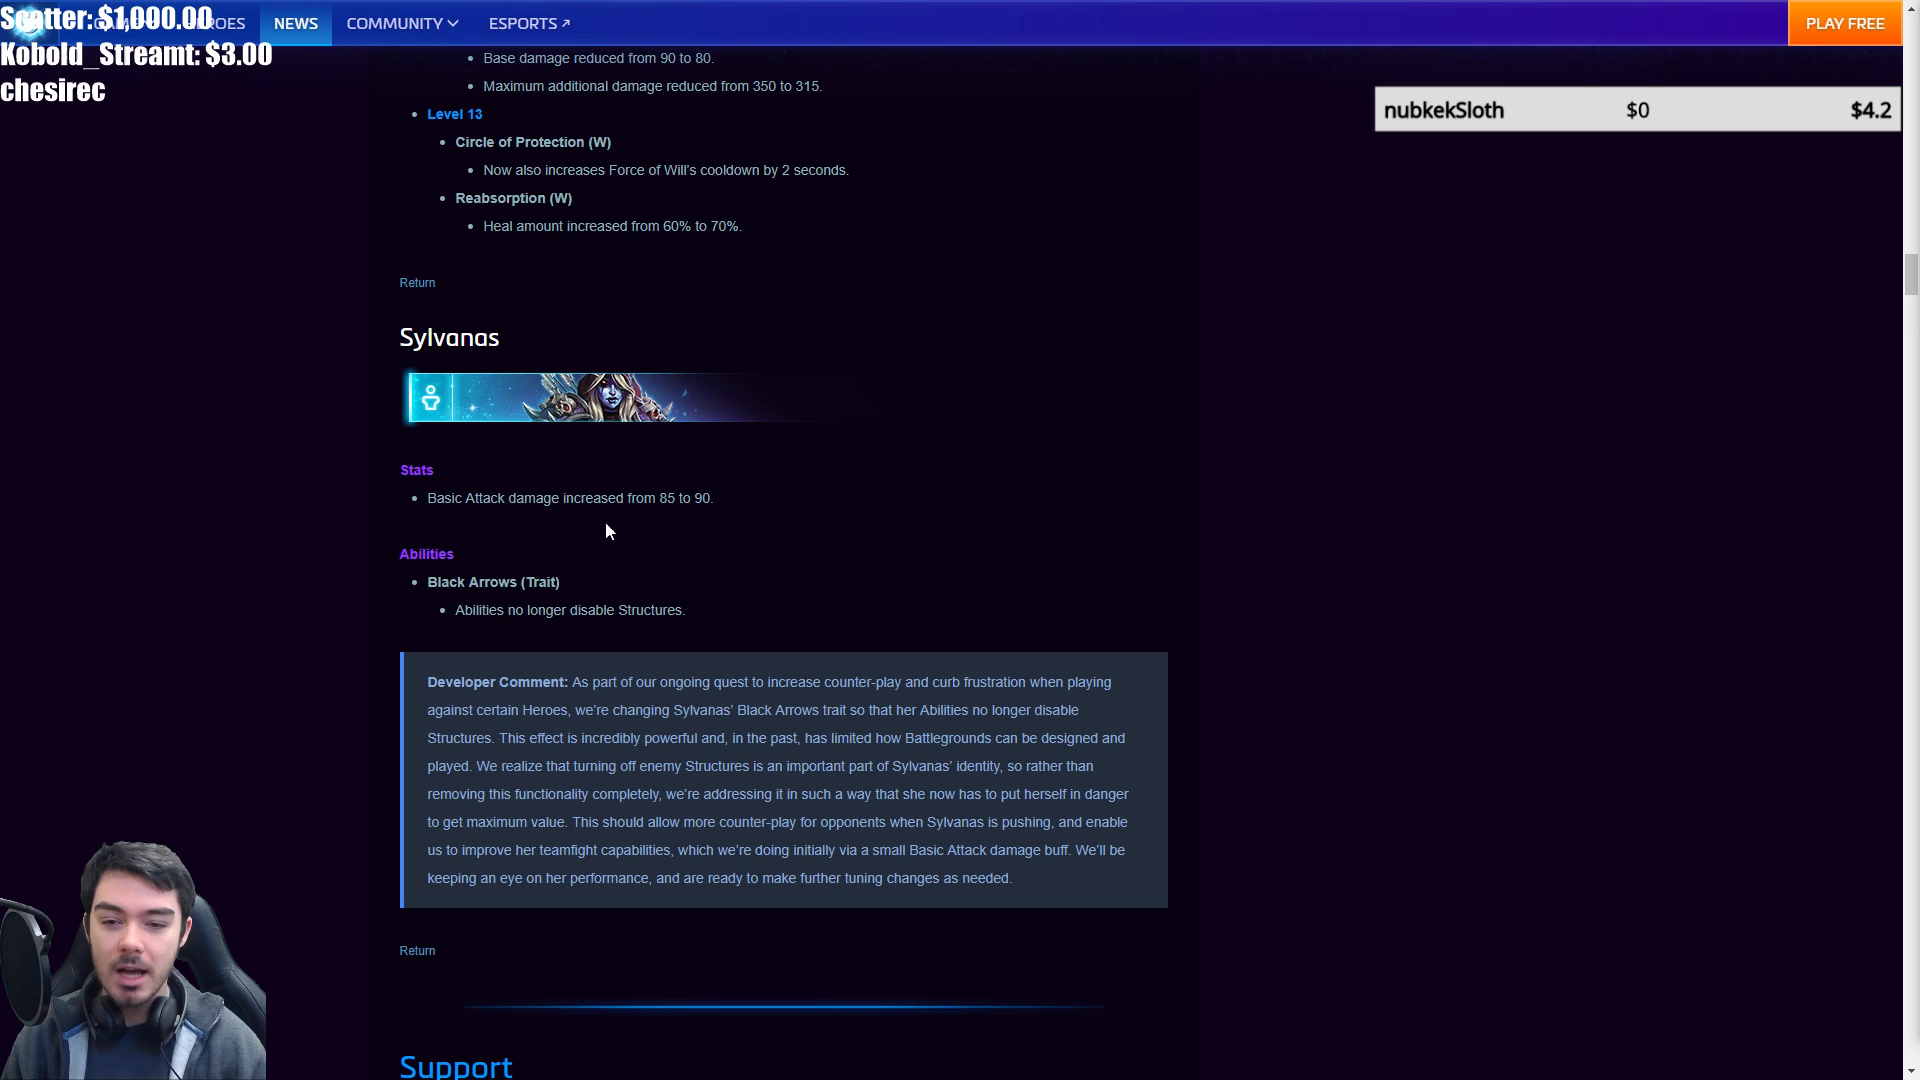 Scatter: $1,000.00
Kobold_Streamt: $3.00
chesirec
NEWS
COMMUNITY
ESPORTS
PLAY FREE
nubkekSloth $0 $4.2
Base damage reduced from 90 to 80.
Maximum additional damage reduced from 350 to 315.
Level 13
Circle of Protection (W)
Now also increases Force of Will’s cooldown by 2 seconds.
Reabsorption (W)
Heal amount increased from 60% to 70%.
Return
Sylvanas
Stats
Basic Attack damage increased from 85 to 90.
Abilities
Black Arrows (Trait)
Abilities no longer disable Structures.
Developer Comment: As part of our ongoing quest to increase counter-play and curb frustration when playing
against certain Heroes, we’re changing Sylvanas’ Black Arrows trait so that her Abilities no longer disable
Structures. This effect is incredibly powerful and, in the past, has limited how Battlegrounds can be designed and
played. We realize that turning off enemy Structures is an important part of Sylvanas’ identity, so rather than
removing this functionality completely, we’re addressing it in such a way that she now has to put herself in danger
to get maximum value. This should allow more counter-play for opponents when Sylvanas is pushing, and enable
us to improve her teamfight capabilities, which we’re doing initially via a small Basic Attack damage buff. We’ll be
keeping an eye on her performance, and are ready to make further tuning changes as needed.
Return
Support